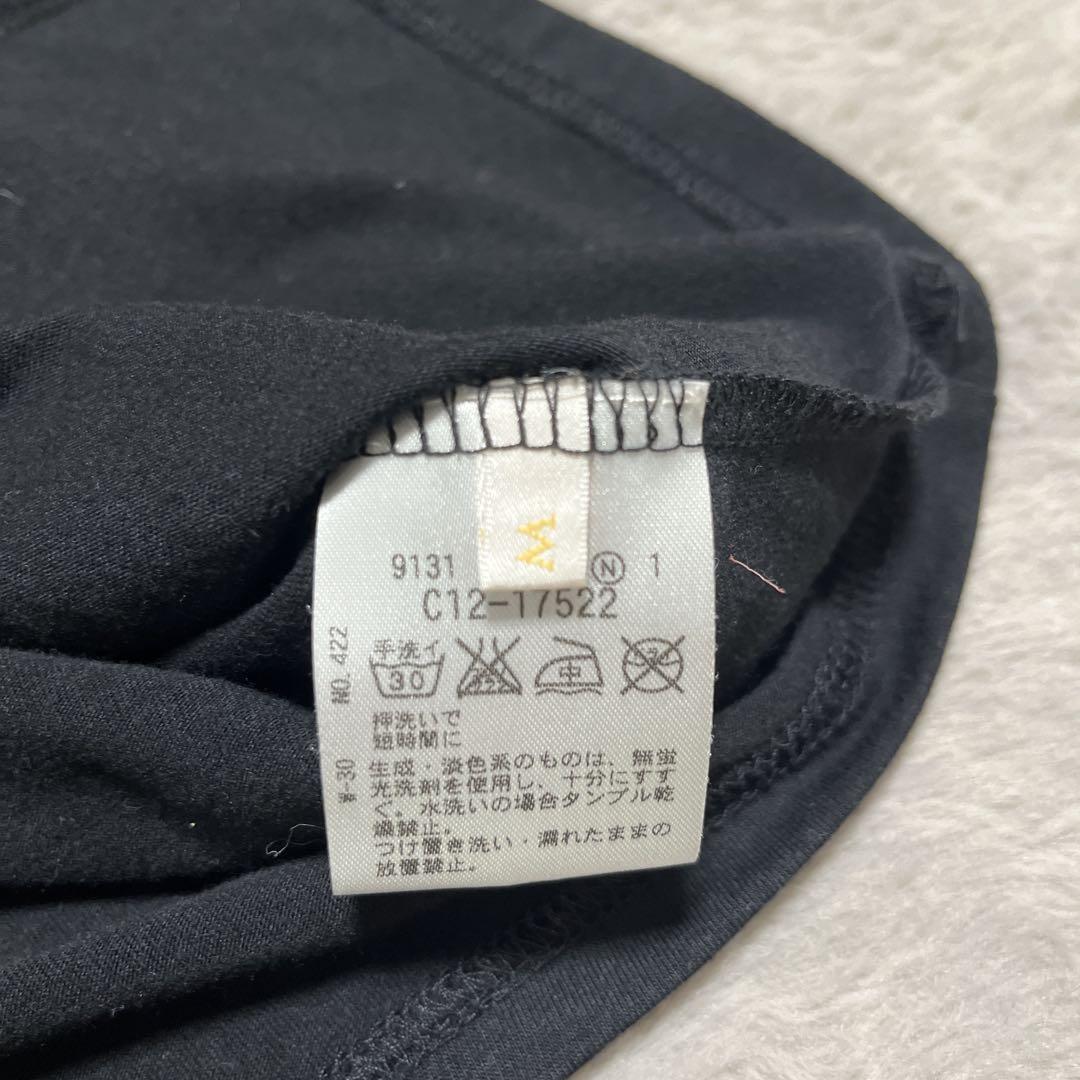 M
9131 Ⓝ 1
C12-17522
手洗イ
30 中
NO. 422
W-30
押洗いで
短時間に
生成・淡色系のものは、無蛍
光洗剤を使用し、十分にすす
ぐ。水洗いの場合タンブル乾
燥禁止。
つけ置き洗い・濡れたままの
放置禁止。